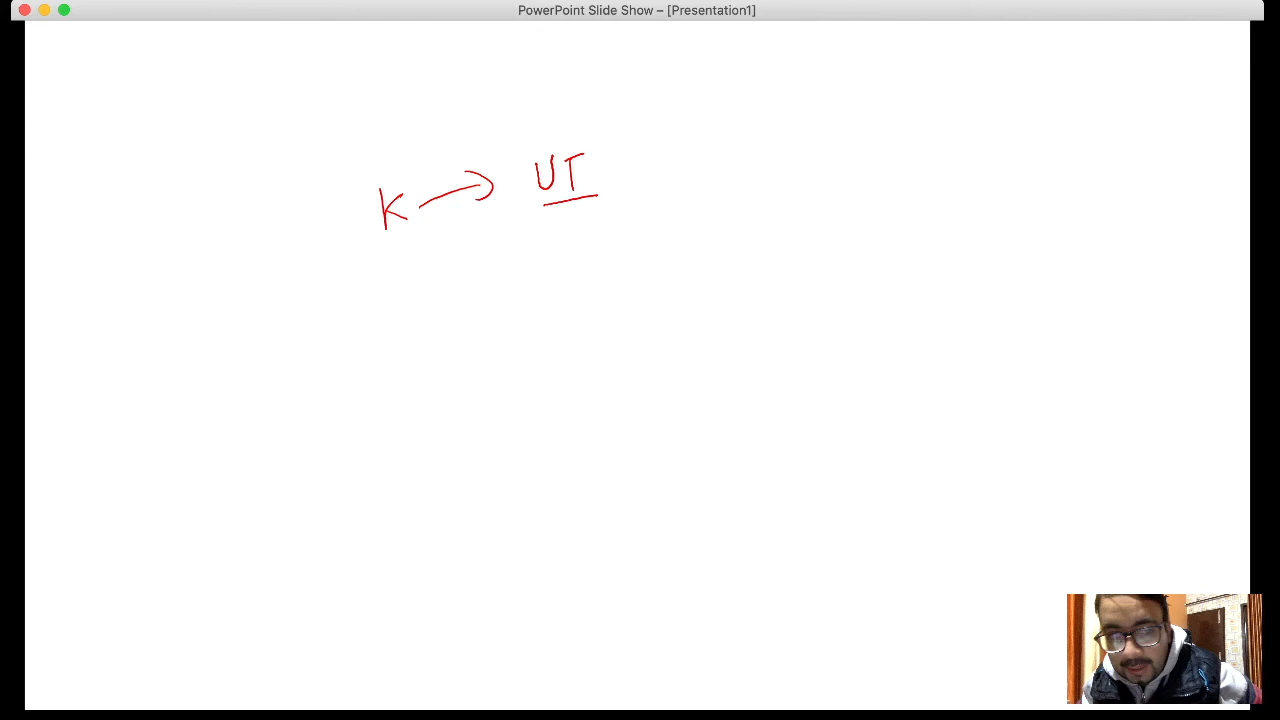 PowerPoint Slide Show – [Presentation1]
K → UT